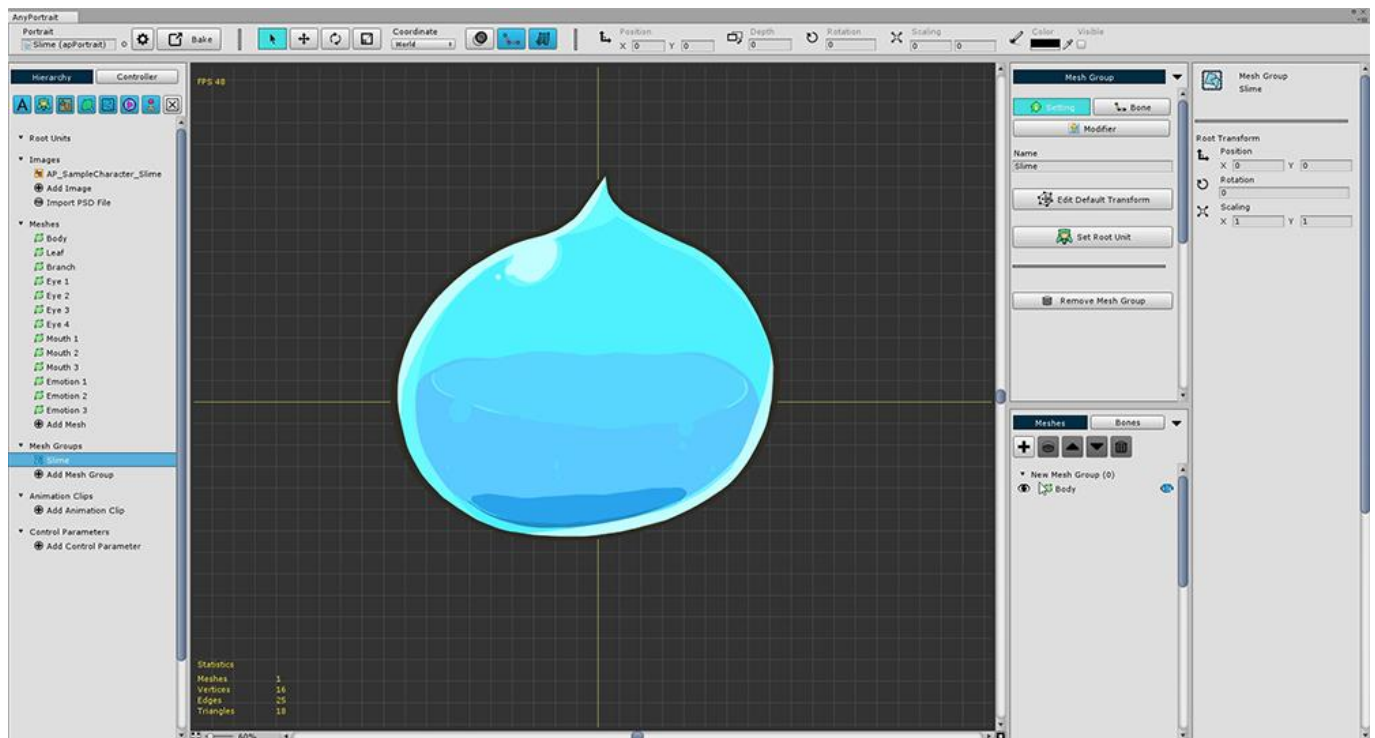 AnyPortrait
Portrait
Slime (apPortrait)
Bake
Coordinate
World
Position
X 0 Y 0
Depth
0
Rotation
0
Scaling
0 0
Color Visible
Hierarchy Controller
Root Units
Images
AP_SampleCharacter_Slime
Add Image
Import PSD File
Meshes
Body
Leaf
Branch
Eye 1
Eye 2
Eye 3
Eye 4
Mouth 1
Mouth 2
Mouth 3
Emotion 1
Emotion 2
Emotion 3
Add Mesh
Mesh Groups
Slime
Add Mesh Group
Animation Clips
Add Animation Clip
Control Parameters
Add Control Parameter
FPS 48
Statistics
Meshes 1
Vertices 16
Edges 25
Triangles 18
60%
Mesh Group
Setting Bone
Modifier
Name
Slime
Edit Default Transform
Set Root Unit
Remove Mesh Group
Meshes Bones
New Mesh Group (0)
Body
Mesh Group
Slime
Root Transform
Position
X 0 Y 0
Rotation
0
Scaling
X 1 Y 1